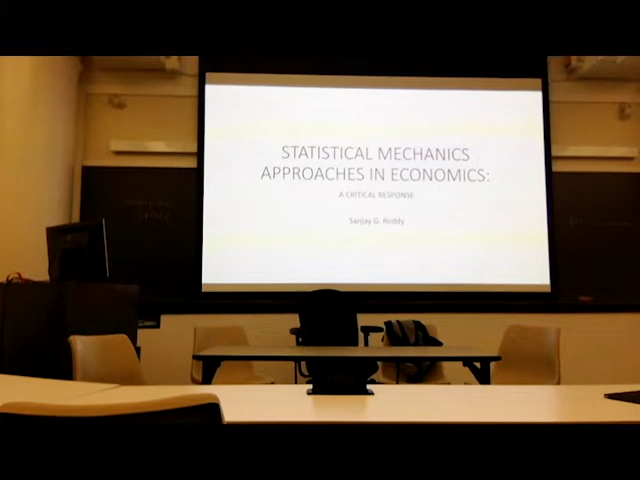 STATISTICAL MECHANICS
APPROACHES IN ECONOMICS:
A CRITICAL RESPONSE
Sanjay G. Reddy